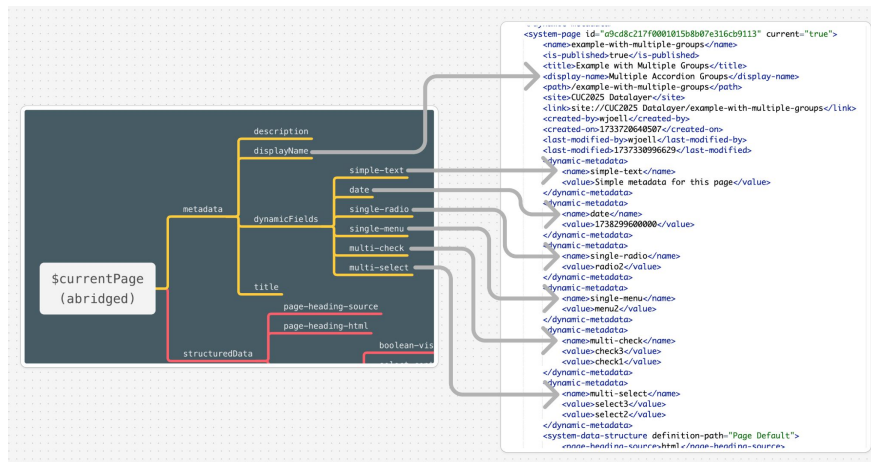 description
displayName
simple-text
date
metadata
single-radio
dynamicFields
single-menu
multi-check
multi-select
$currentPage
(abridged)
title
page-heading-source
page-heading-html
boolean-vis
structuredData
<system-page id="a9cd8c217f0001015b8b07e316cb9113" current="true">
<name>example-with-multiple-groups</name>
<is-published>true</is-published>
<title>Example with Multiple Groups</title>
<display-name>Multiple Accordion Groups</display-name>
<path>/example-with-multiple-groups</path>
<site>CUC2025 Datalayer</site>
<link>site://CUC2025 Datalayer/example-with-multiple-groups</link>
<created-by>wjoell</created-by>
<created-on>1733720640507</created-on>
<last-modified-by>wjoell</last-modified-by>
<last-modified>1737330996629</last-modified>
<dynamic-metadata>
<name>simple-text</name>
<value>Simple metadata for this page</value>
</dynamic-metadata>
<dynamic-metadata>
<name>date</name>
<value>1738299600000</value>
</dynamic-metadata>
<dynamic-metadata>
<name>single-radio</name>
<value>radio2</value>
</dynamic-metadata>
<dynamic-metadata>
<name>single-menu</name>
<value>menu2</value>
</dynamic-metadata>
<dynamic-metadata>
<name>multi-check</name>
<value>check3</value>
<value>check1</value>
</dynamic-metadata>
<dynamic-metadata>
<name>multi-select</name>
<value>select3</value>
<value>select2</value>
</dynamic-metadata>
<system-data-structure definition-path="Page Default">
<page-heading-source>html</page-heading-source>